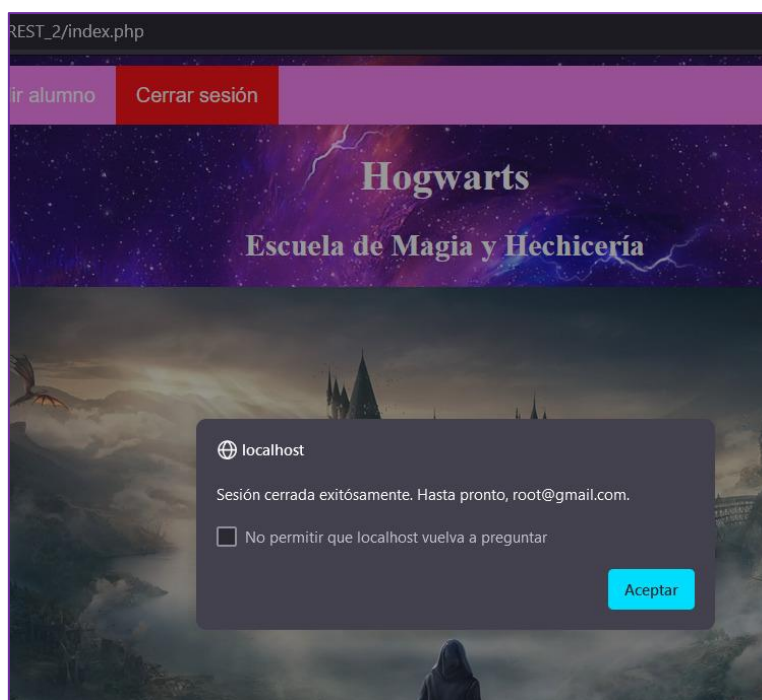 REST_2/index.php
ir alumno Cerrar sesión
Hogwarts
Escuela de Magia y Hechicería
localhost
Sesión cerrada exitósamente. Hasta pronto, root@gmail.com.
No permitir que localhost vuelva a preguntar
Aceptar